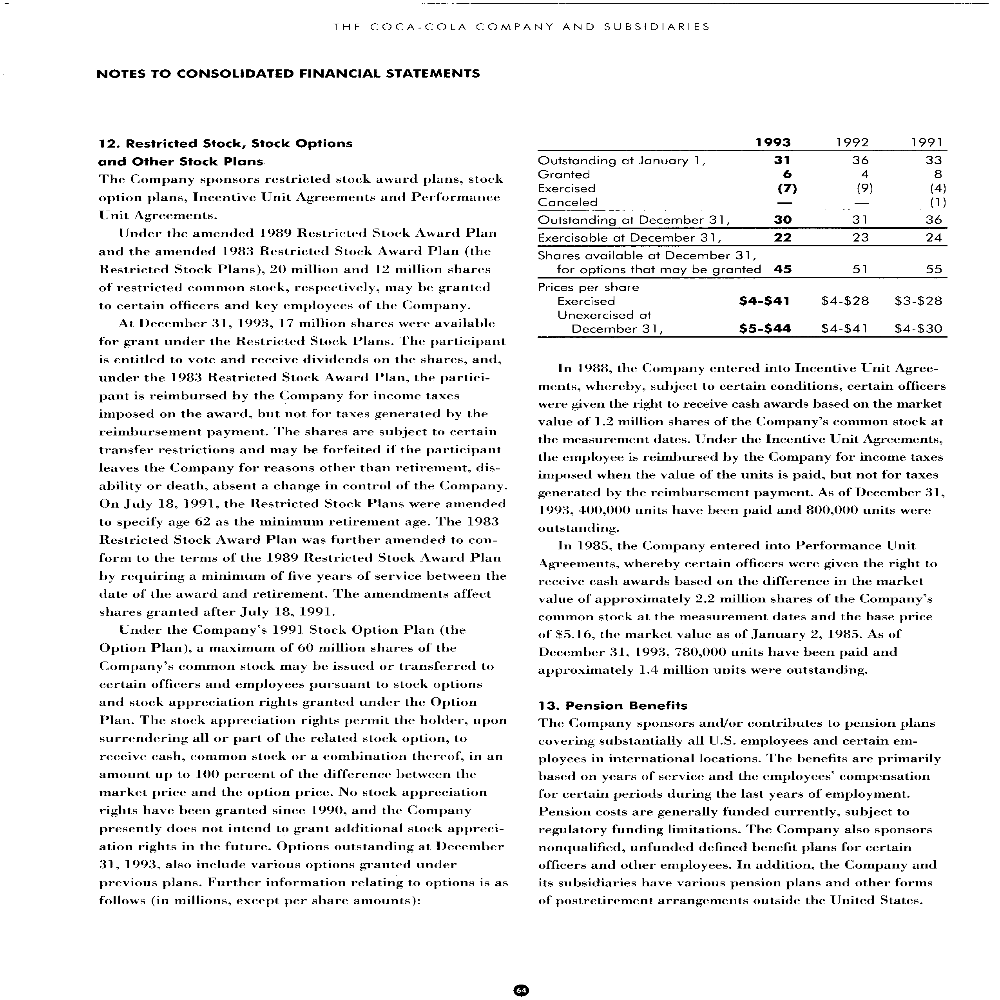 THE COCA-COLA COMPANY AND SUBSIDIARIES
NOTES TO CONSOLIDATED FINANCIAL STATEMENTS
12. Restricted Stock, Stock Options
and Other Stock Plans
The Company sponsors restricted stock award plans, stock
option plans, Incentive Unit Agreements and Performance
Unit Agreements.
Under the amended 1989 Restricted Stock Award Plan
and the amended 1983 Restricted Stock Award Plan (the
Restricted Stock Plans), 20 million and 12 million shares
of restricted common stock, respectively, may be granted
to certain officers and key employees of the Company.
At December 31, 1993, 17 million shares were available
for grant under the Restricted Stock Plans. The participant
is entitled to vote and receive dividends on the shares, and,
under the 1983 Restricted Stock Award Plan, the partici-
pant is reimbursed by the Company for income taxes
imposed on the award, but not for taxes generated by the
reimbursement payment. The shares are subject to certain
transfer restrictions and may be forfeited if the participant
leaves the Company for reasons other than retirement, dis-
ability or death, absent a change in control of the Company.
On July 18, 1991, the Restricted Stock Plans were amended
to specify age 62 as the minimum retirement age. The 1983
Restricted Stock Award Plan was further amended to con-
form to the terms of the 1989 Restricted Stock Award Plan
by requiring a minimum of five years of service between the
date of the award and retirement. The amendments affect
shares granted after July 18, 1991.
Under the Company's 1991 Stock Option Plan (the
Option Plan), a maximum of 60 million shares of the
Company's common stock may be issued or transferred to
certain officers and employees pursuant to stock options
and stock appreciation rights granted under the Option
Plan. The stock appreciation rights permit the holder, upon
surrendering all or part of the related stock option, to
receive cash, common stock or a combination thereof, in an
amount up to 100 percent of the difference between the
market price and the option price. No stock appreciation
rights have been granted since 1990, and the Company
presently does not intend to grant additional stock appreci-
ation rights in the future. Options outstanding at December
31, 1993, also include various options granted under
previous plans. Further information relating to options is as
follows (in millions, except per share amounts):
1993 1992 1991
Outstanding at January 1, 31 36 33
Granted 6 4 8
Exercised (7) (9) (4)
Canceled — — (1)
Outstanding at December 31, 30 31 36
Exercisable at December 31, 22 23 24
Shares available at December 31,
for options that may be granted 45 51 55
Prices per share
Exercised $4-$41 $4-$28 $3-$28
Unexercised at
December 31, $5-$44 $4-$41 $4-$30
In 1988, the Company entered into Incentive Unit Agree-
ments, whereby, subject to certain conditions, certain officers
were given the right to receive cash awards based on the market
value of 1.2 million shares of the Company's common stock at
the measurement dates. Under the Incentive Unit Agreements,
the employee is reimbursed by the Company for income taxes
imposed when the value of the units is paid, but not for taxes
generated by the reimbursement payment. As of December 31,
1993, 400,000 units have been paid and 800,000 units were
outstanding.
In 1985, the Company entered into Performance Unit
Agreements, whereby certain officers were given the right to
receive cash awards based on the difference in the market
value of approximately 2.2 million shares of the Company's
common stock at the measurement dates and the base price
of $5.16, the market value as of January 2, 1985. As of
December 31, 1993, 780,000 units have been paid and
approximately 1.4 million units were outstanding.
13. Pension Benefits
The Company sponsors and/or contributes to pension plans
covering substantially all U.S. employees and certain em-
ployees in international locations. The benefits are primarily
based on years of service and the employees' compensation
for certain periods during the last years of employment.
Pension costs are generally funded currently, subject to
regulatory funding limitations. The Company also sponsors
nonqualified, unfunded defined benefit plans for certain
officers and other employees. In addition, the Company and
its subsidiaries have various pension plans and other forms
of postretirement arrangements outside the United States.
64